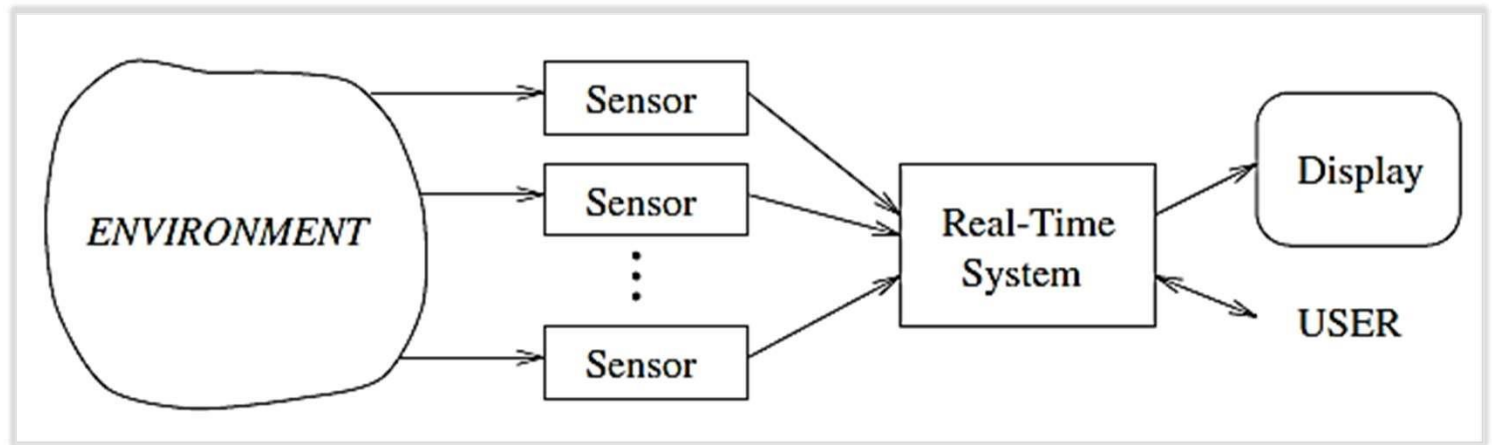 ENVIRONMENT
Sensor
Sensor
Sensor
Real-Time
System
Display
USER